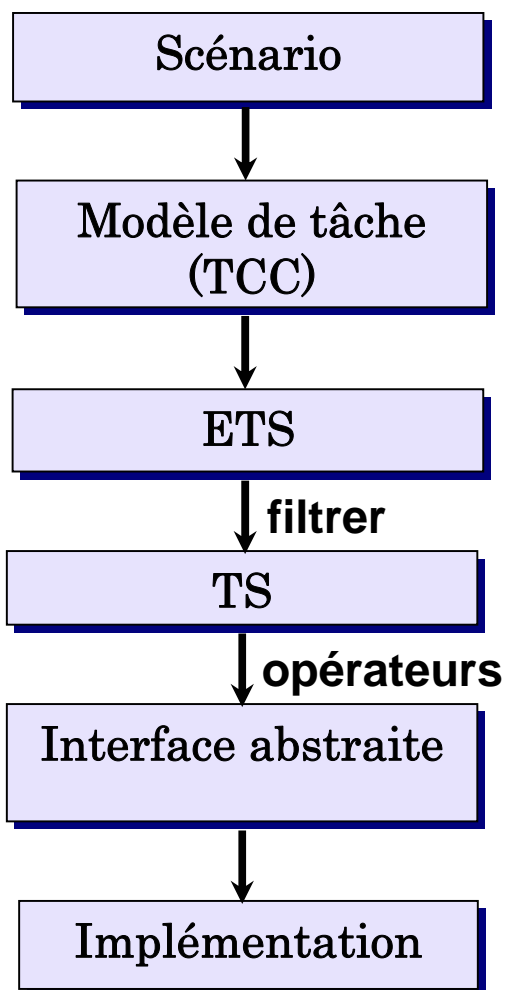 Scénario
Modèle de tâche
(TCC)
ETS
filtrer
TS
opérateurs
Interface abstraite
Implémentation